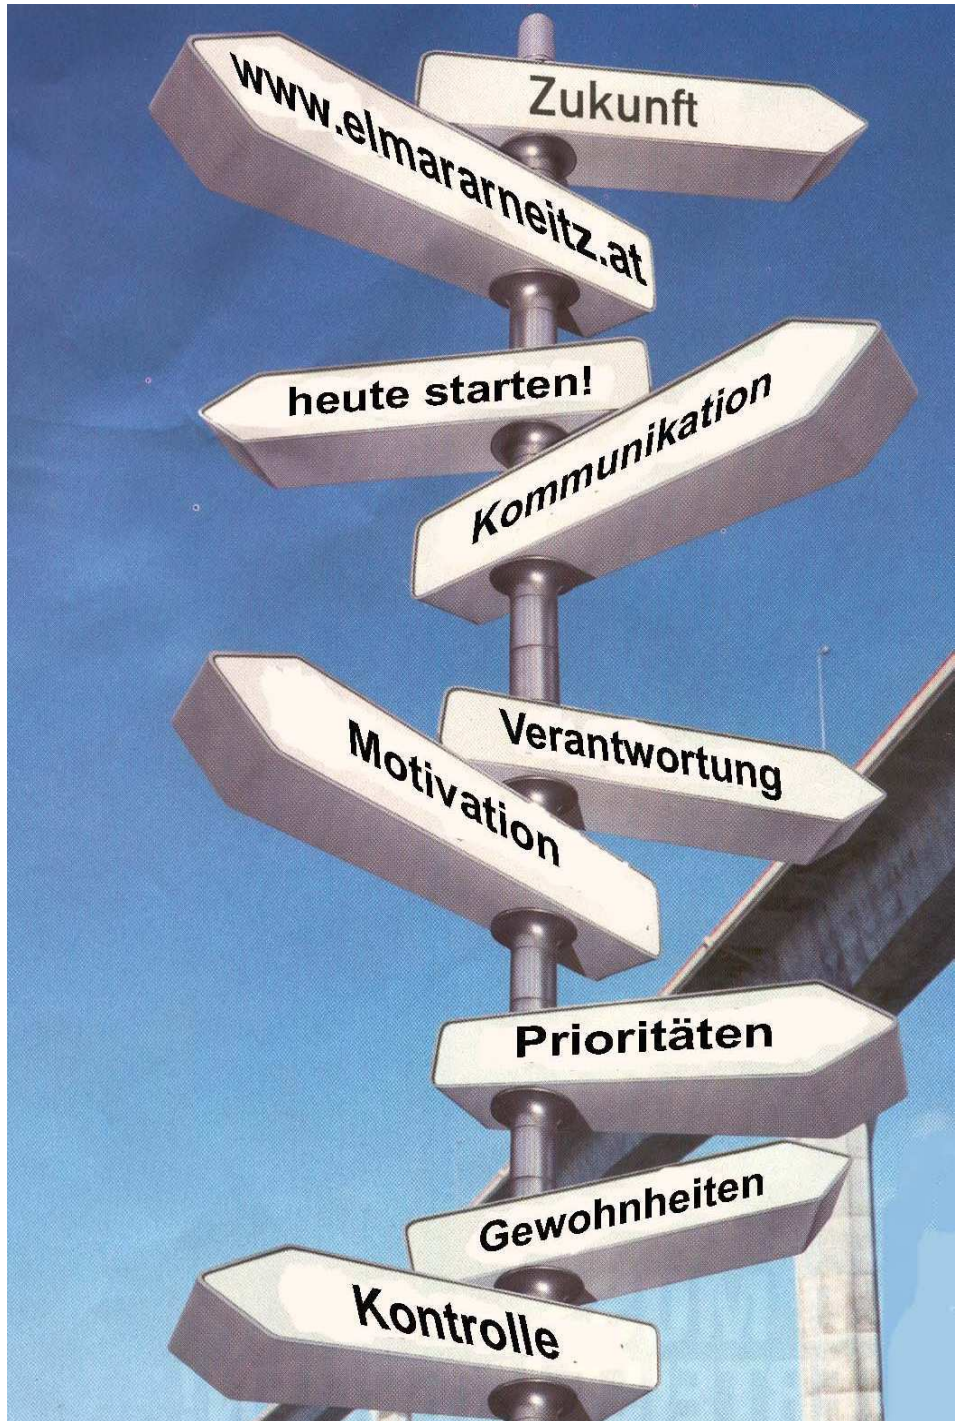 Zukunft
www.elmararneitz.at
heute starten!
Kommunikation
Verantwortung
Motivation
Prioritäten
Gewohnheiten
Kontrolle